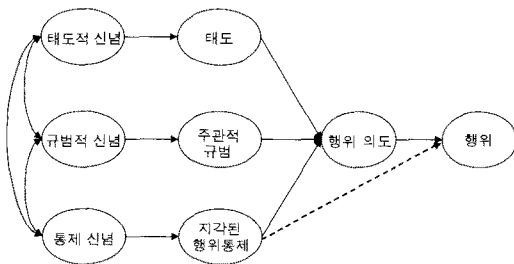 태도적 신념
태도
규범적 신념
주관적
규범
행위 의도
행위
통제 신념
지각된
행위통제